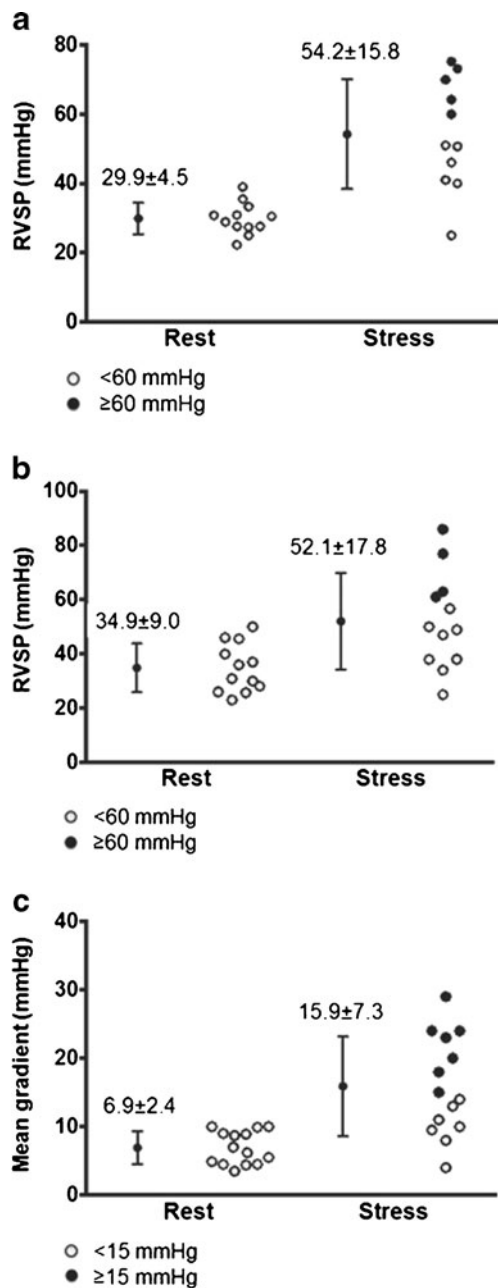 a
80
60
40
20
0
RVSP (mmHg)
29.9±4.5
54.2±15.8
Rest Stress
<60 mmHg
≥60 mmHg
b
100
80
60
40
20
0
RVSP (mmHg)
34.9±9.0
52.1±17.8
Rest Stress
<60 mmHg
≥60 mmHg
c
40
30
20
10
0
Mean gradient (mmHg)
6.9±2.4
15.9±7.3
Rest Stress
<15 mmHg
≥15 mmHg